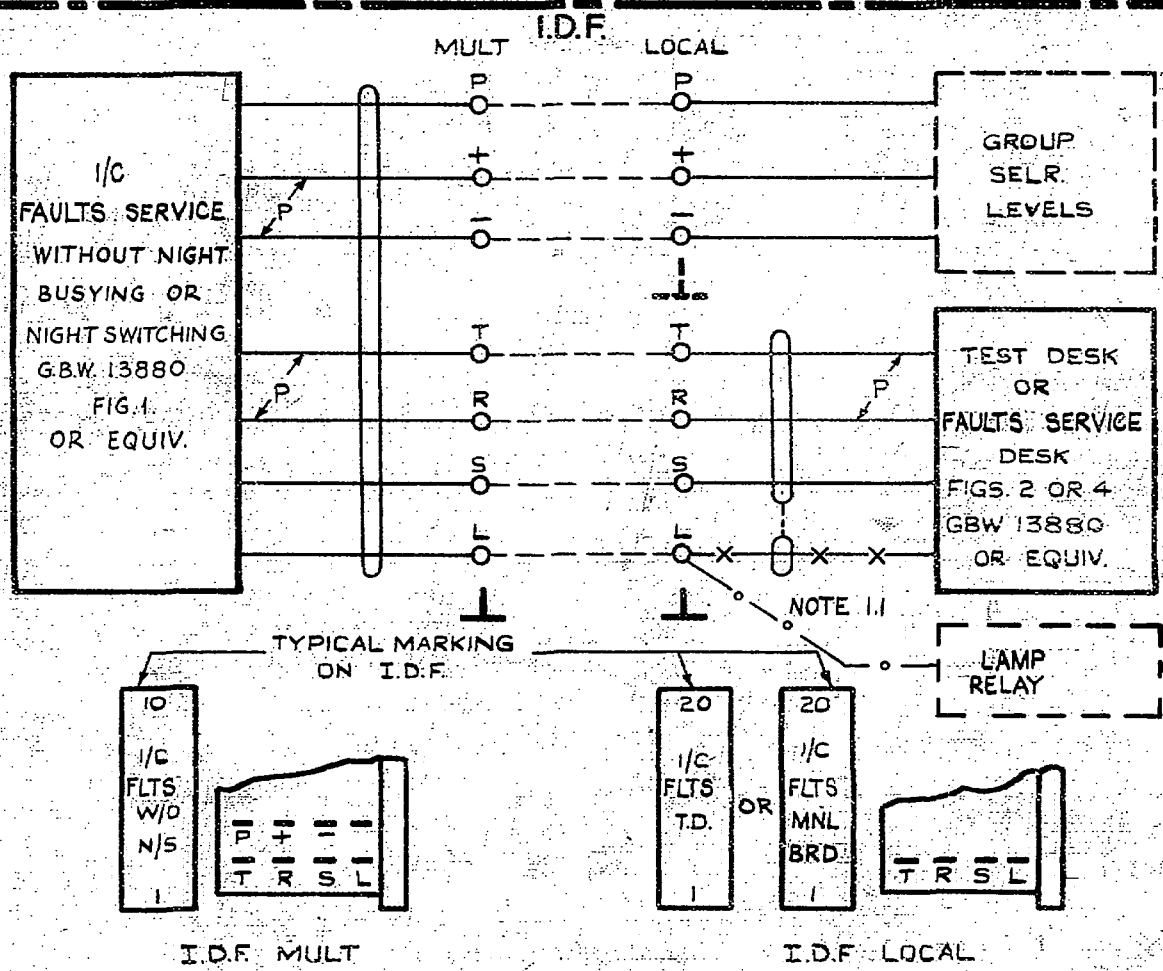 I.D.F.
MULT
LOCAL
P
P
+
+
−
−
P
I/C
FAULTS SERVICE
WITHOUT NIGHT
BUSYING OR
NIGHT SWITCHING
G.B.W. 13880
FIG.1.
OR EQUIV.
GROUP
SELR.
LEVELS
T
T
R
R
S
S
L
L
P
P
TEST DESK
OR
FAULTS SERVICE
DESK
FIGS. 2 OR 4
GBW 13880
OR EQUIV.
NOTE 1.1
LAMP
RELAY
TYPICAL MARKING
ON I.D.F.
10
I/C
FLTS
W/O
N/S
1
P + −
T R S L
20
I/C
FLTS
T.D.
1
OR
20
I/C
FLTS
MNL
BRD
1
T R S L
I.D.F. MULT
I.D.F LOCAL